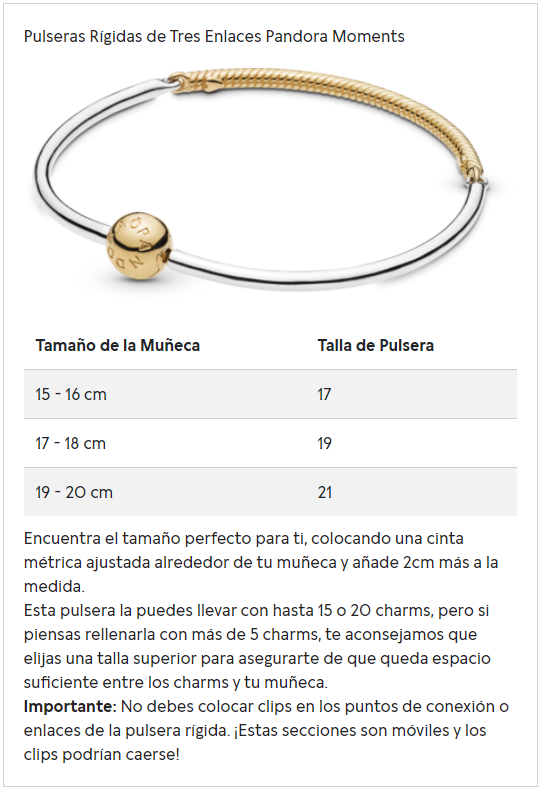 Pulseras Rígidas de Tres Enlaces Pandora Moments
Tamaño de la Muñeca Talla de Pulsera
15 - 16 cm 17
17 - 18 cm 19
19 - 20 cm 21
Encuentra el tamaño perfecto para ti, colocando una cinta
métrica ajustada alrededor de tu muñeca y añade 2cm más a la
medida.
Esta pulsera la puedes llevar con hasta 15 o 20 charms, pero si
piensas rellenarla con más de 5 charms, te aconsejamos que
elijas una talla superior para asegurarte de que queda espacio
suficiente entre los charms y tu muñeca.
Importante: No debes colocar clips en los puntos de conexión o
enlaces de la pulsera rígida. ¡Estas secciones son móviles y los
clips podrían caerse!